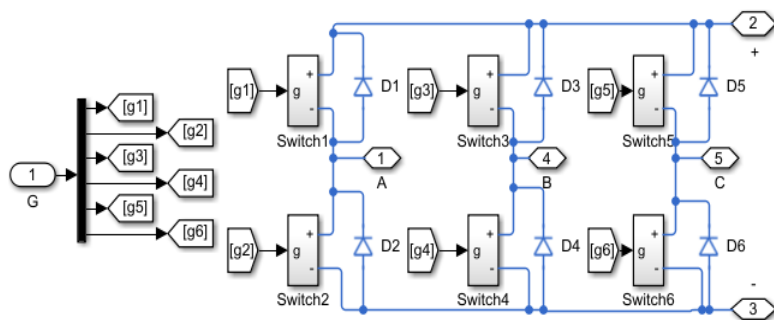 2
+
+
-
g
[g1]
D1
Switch1
+
-
g
[g3]
D3
Switch3
+
-
g
[g5]
D5
Switch5
[g1]
[g2]
[g3]
[g4]
[g5]
[g6]
1
G
1
A
4
B
5
C
+
-
g
[g2]
D2
Switch2
+
-
g
[g4]
D4
Switch4
+
-
g
[g6]
D6
Switch6
-
3